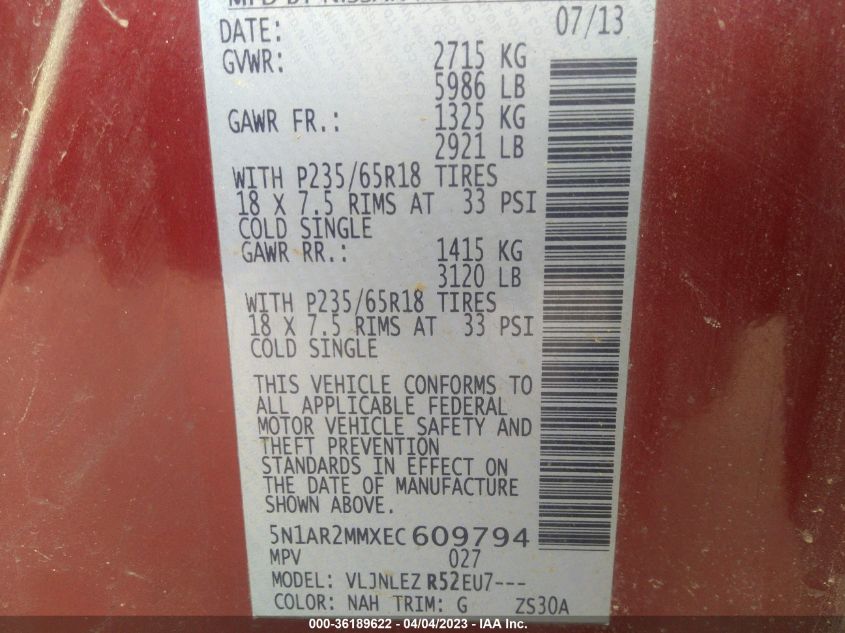 MFD BY NISSAN
DATE: 07/13
GVWR: 2715 KG
5986 LB
GAWR FR.: 1325 KG
2921 LB
WITH P235/65R18 TIRES
18 X 7.5 RIMS AT 33 PSI
COLD SINGLE
GAWR RR.: 1415 KG
3120 LB
WITH P235/65R18 TIRES
18 X 7.5 RIMS AT 33 PSI
COLD SINGLE
THIS VEHICLE CONFORMS TO
ALL APPLICABLE FEDERAL
MOTOR VEHICLE SAFETY AND
THEFT PREVENTION
STANDARDS IN EFFECT ON
THE DATE OF MANUFACTURE
SHOWN ABOVE.
5N1AR2MMXEC609794
MPV 027
MODEL: VLJNLEZ R52EU7---
COLOR: NAH TRIM: G ZS30A
000-36189622 - 04/04/2023 - IAA Inc.